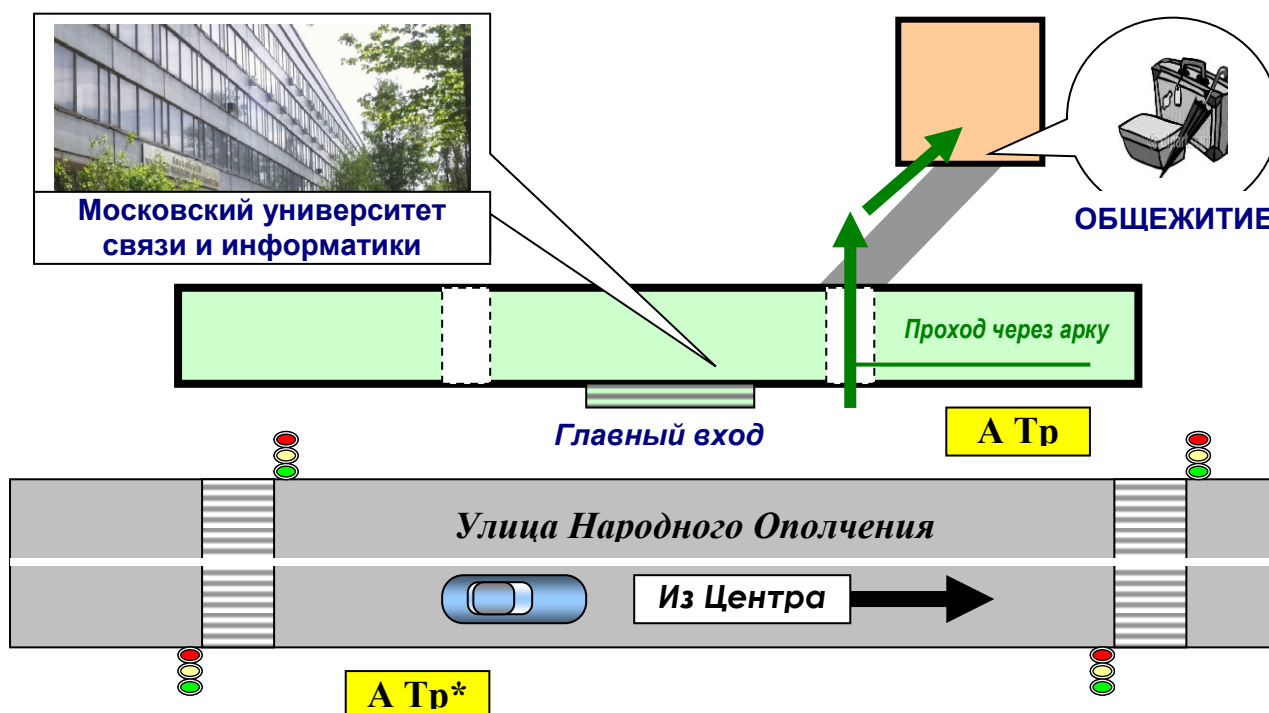 Московский университет
связи и информатики
ОБЩЕЖИТИЕ
Проход через арку
Главный вход
А Тр
Улица Народного Ополчения
Из Центра
А Тр*